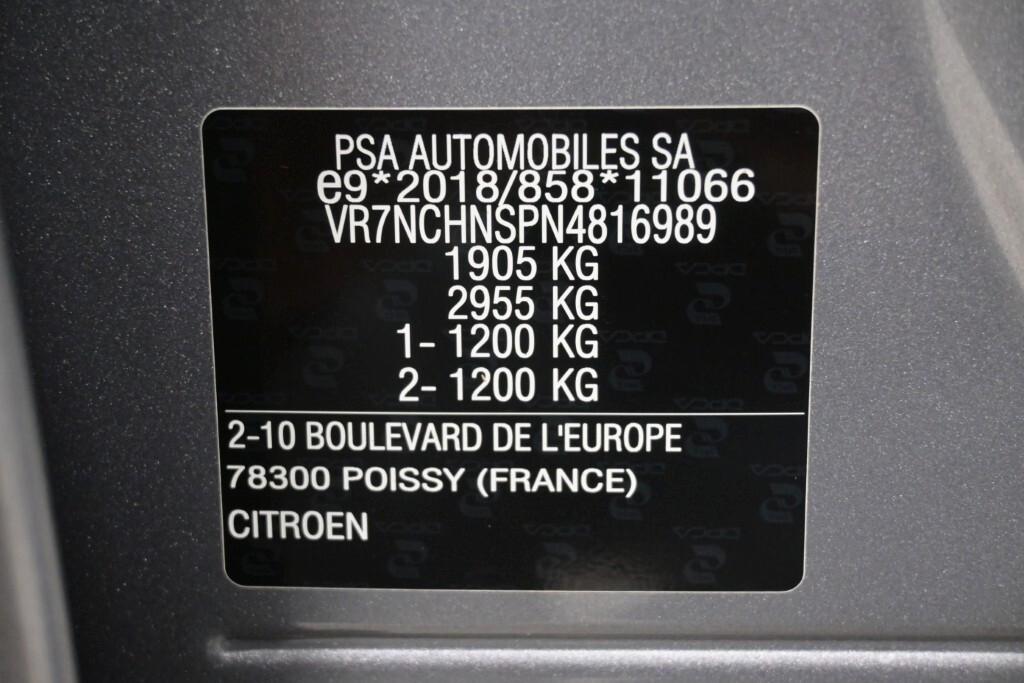 PSA AUTOMOBILES SA
e9*2018/858*11066
VR7NCHNSPN4816989
1905 KG
2955 KG
1- 1200 KG
2- 1200 KG
2-10 BOULEVARD DE L'EUROPE
78300 POISSY (FRANCE)
CITROEN